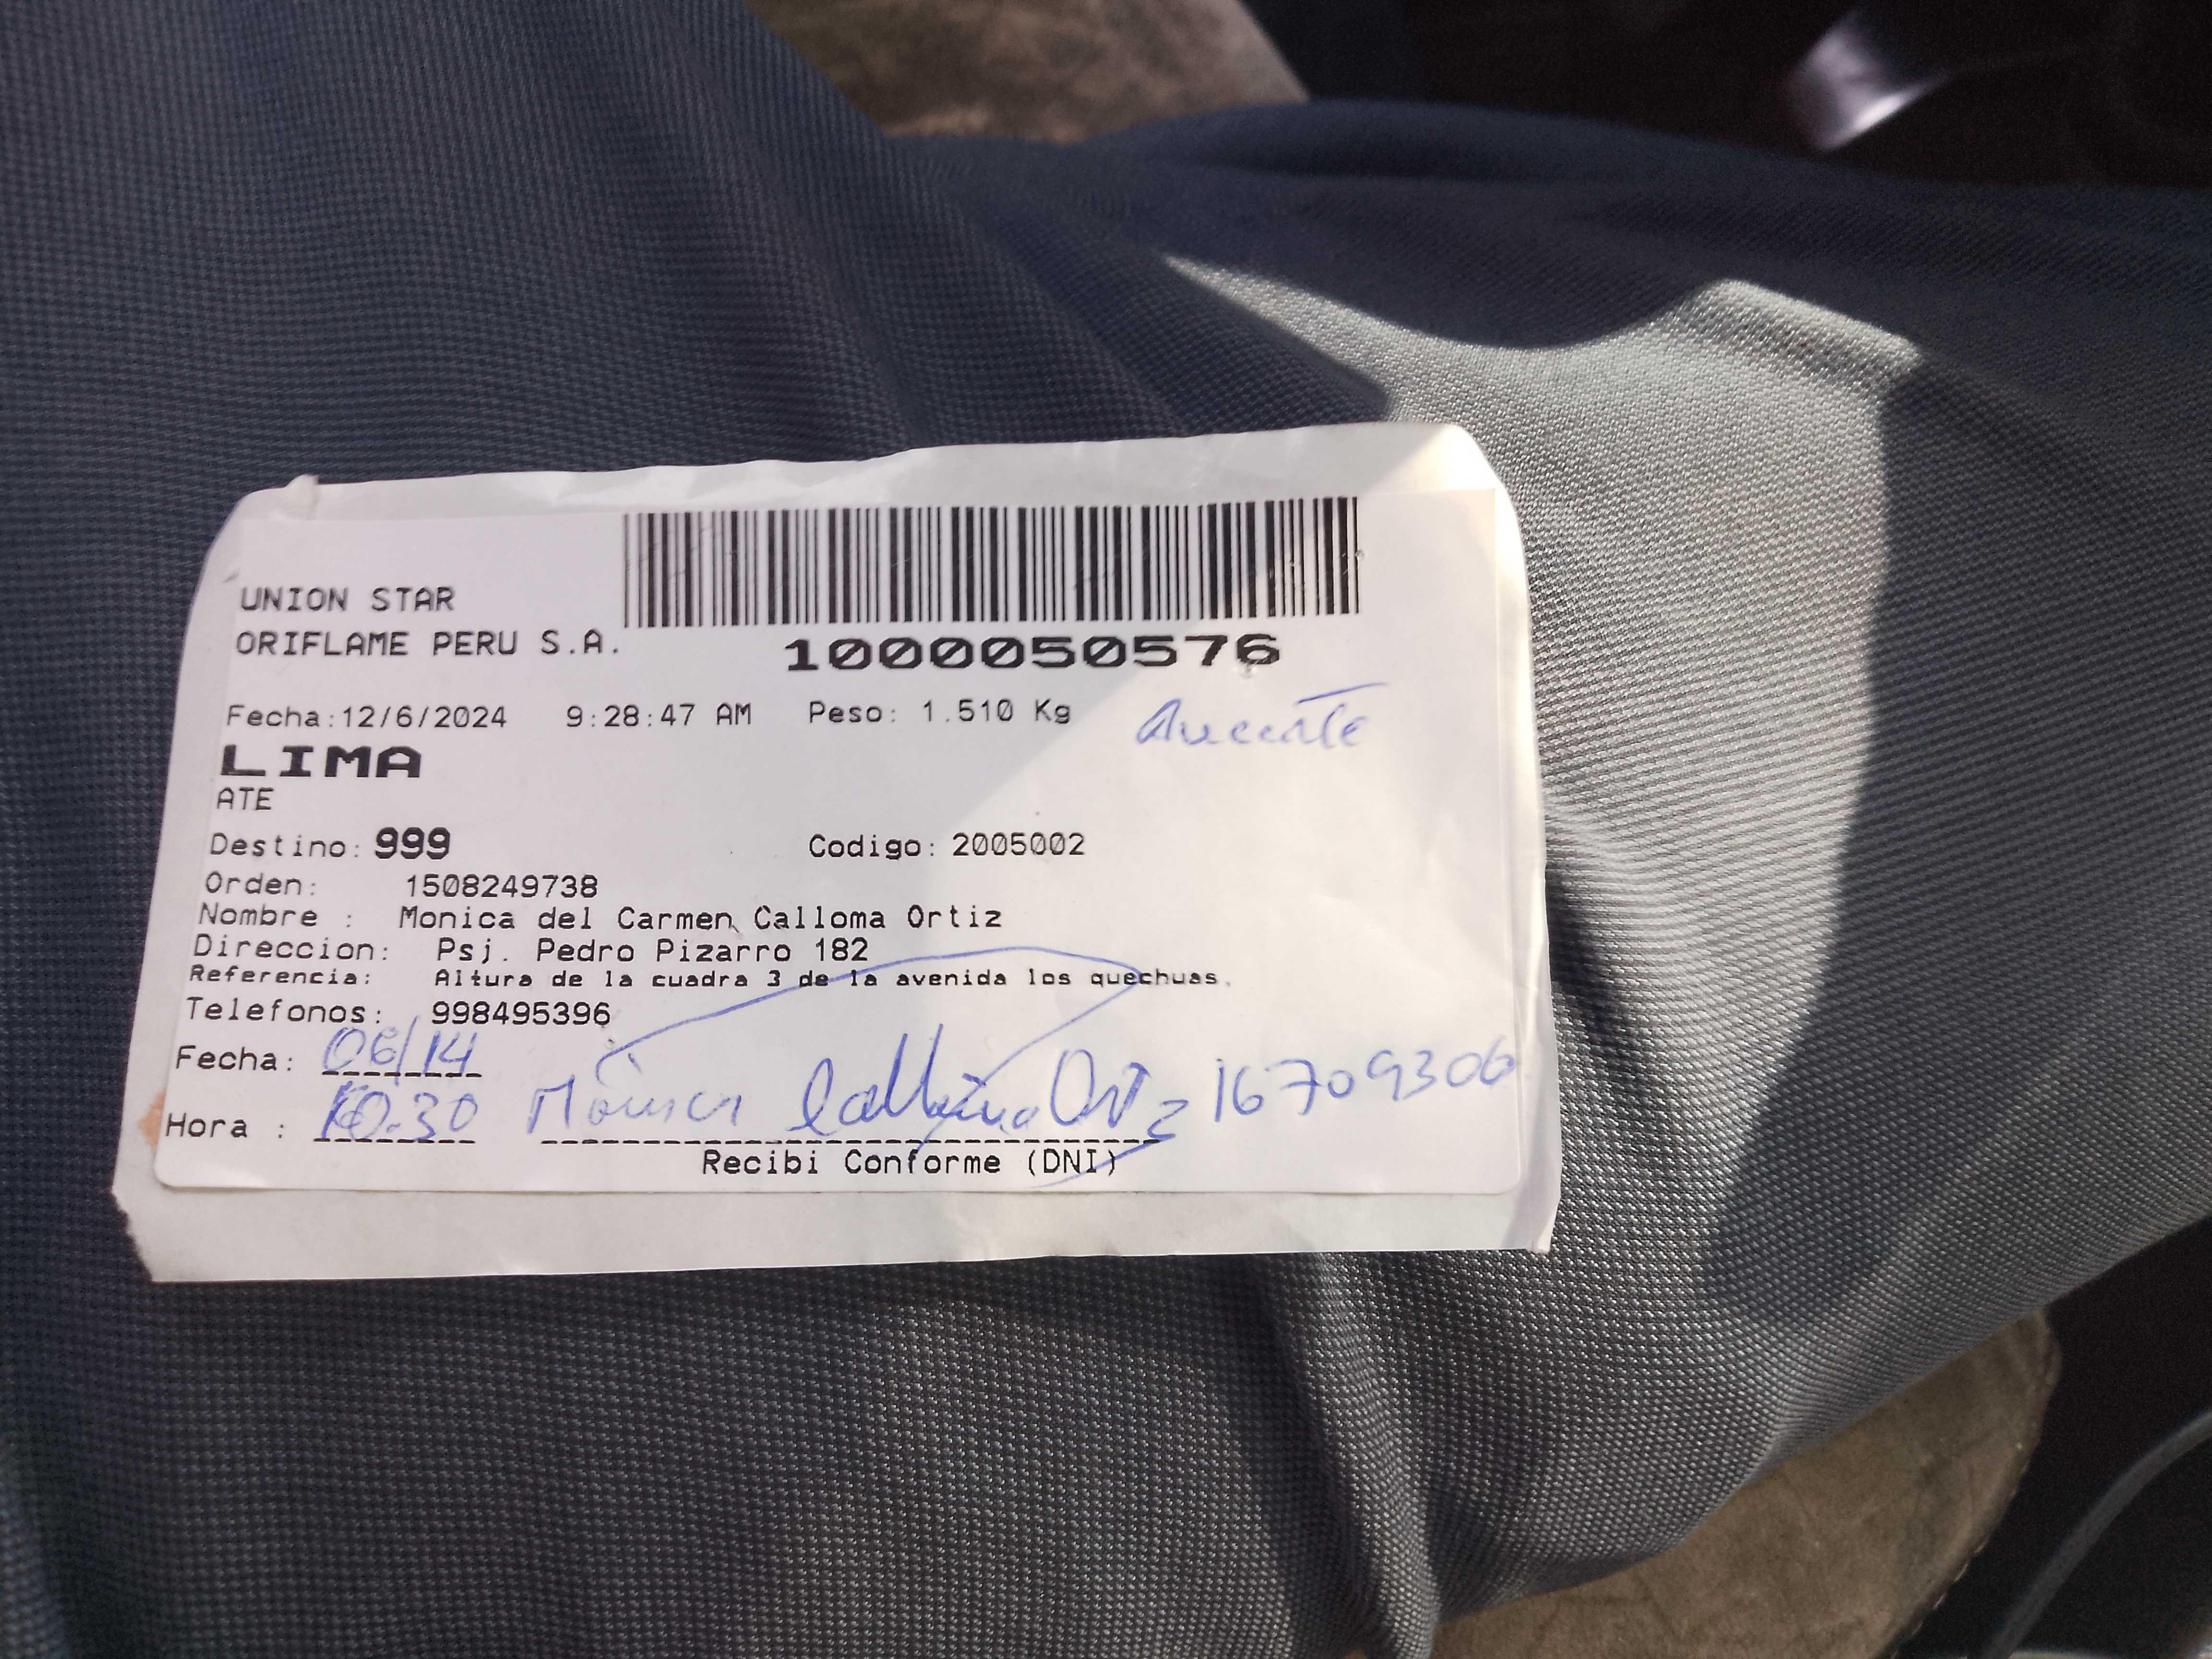 UNION STAR
ORIFLAME PERU S.A.
1000050576
Fecha:12/6/2024 9:28:47 AM Peso: 1.510 Kg
LIMA
ATE
Destino: 999 Codigo: 2005002
Orden: 1508249738
Nombre : Monica del Carmen Calloma Ortiz
Direccion: Psj. Pedro Pizarro 182
Referencia: Altura de la cuadra 3 de la avenida los quechuas.
Telefonos: 998495396
Fecha: 06/14
Hora : 10.30 Mónica Calloma Ortiz 16709306
Recibi Conforme (DNI)